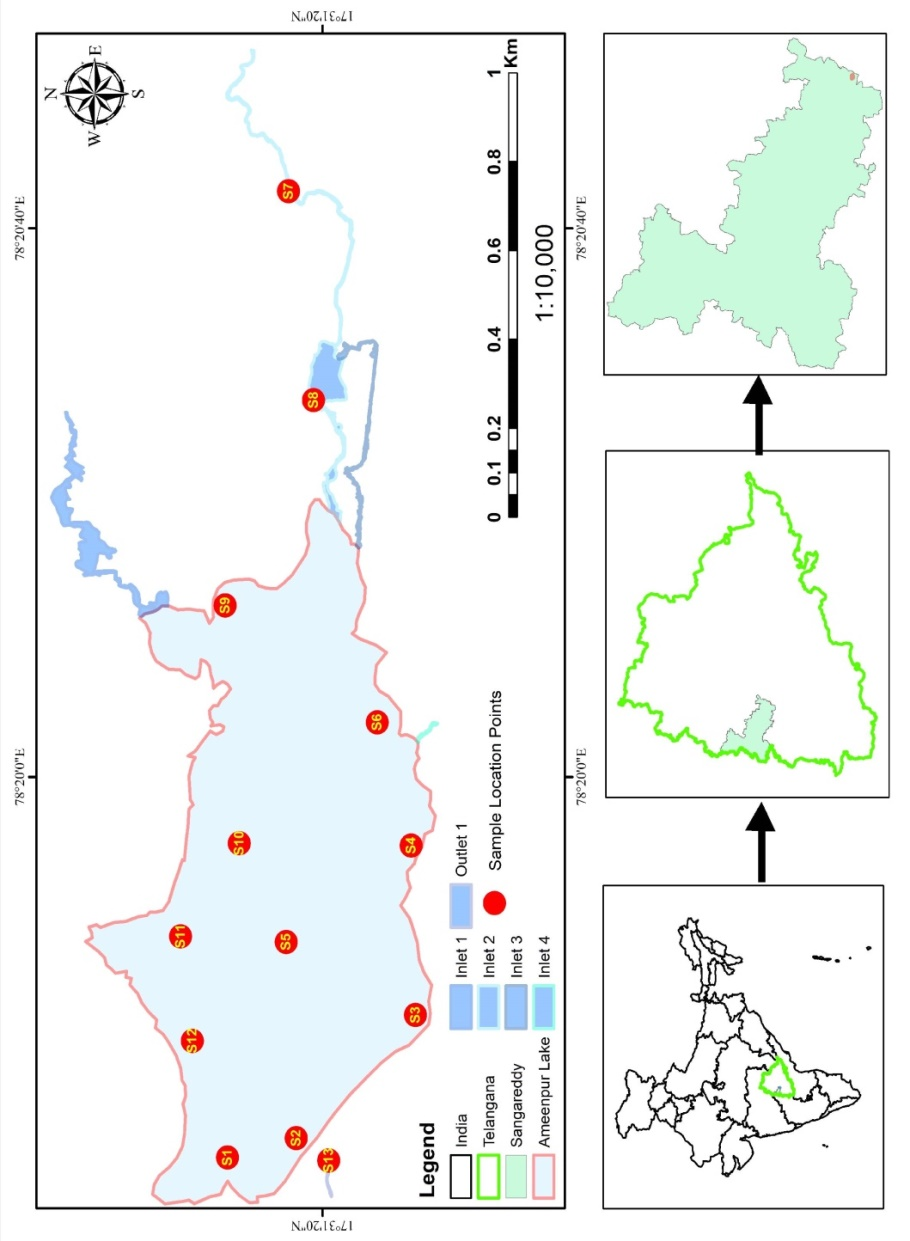 78°20'0"E
78°20'40"E
17°31'20"N
17°31'20"N
N
W
E
S
S1
S2
S3
S4
S5
S6
S7
S8
S9
S10
S11
S12
S13
0 0.1 0.2 0.4 0.6 0.8 1 Km
1:10,000
78°20'0"E
78°20'40"E
Legend
India
Telangana
Sangareddy
Ameenpur Lake
Inlet 1
Inlet 2
Inlet 3
Inlet 4
Outlet 1
Sample Location Points